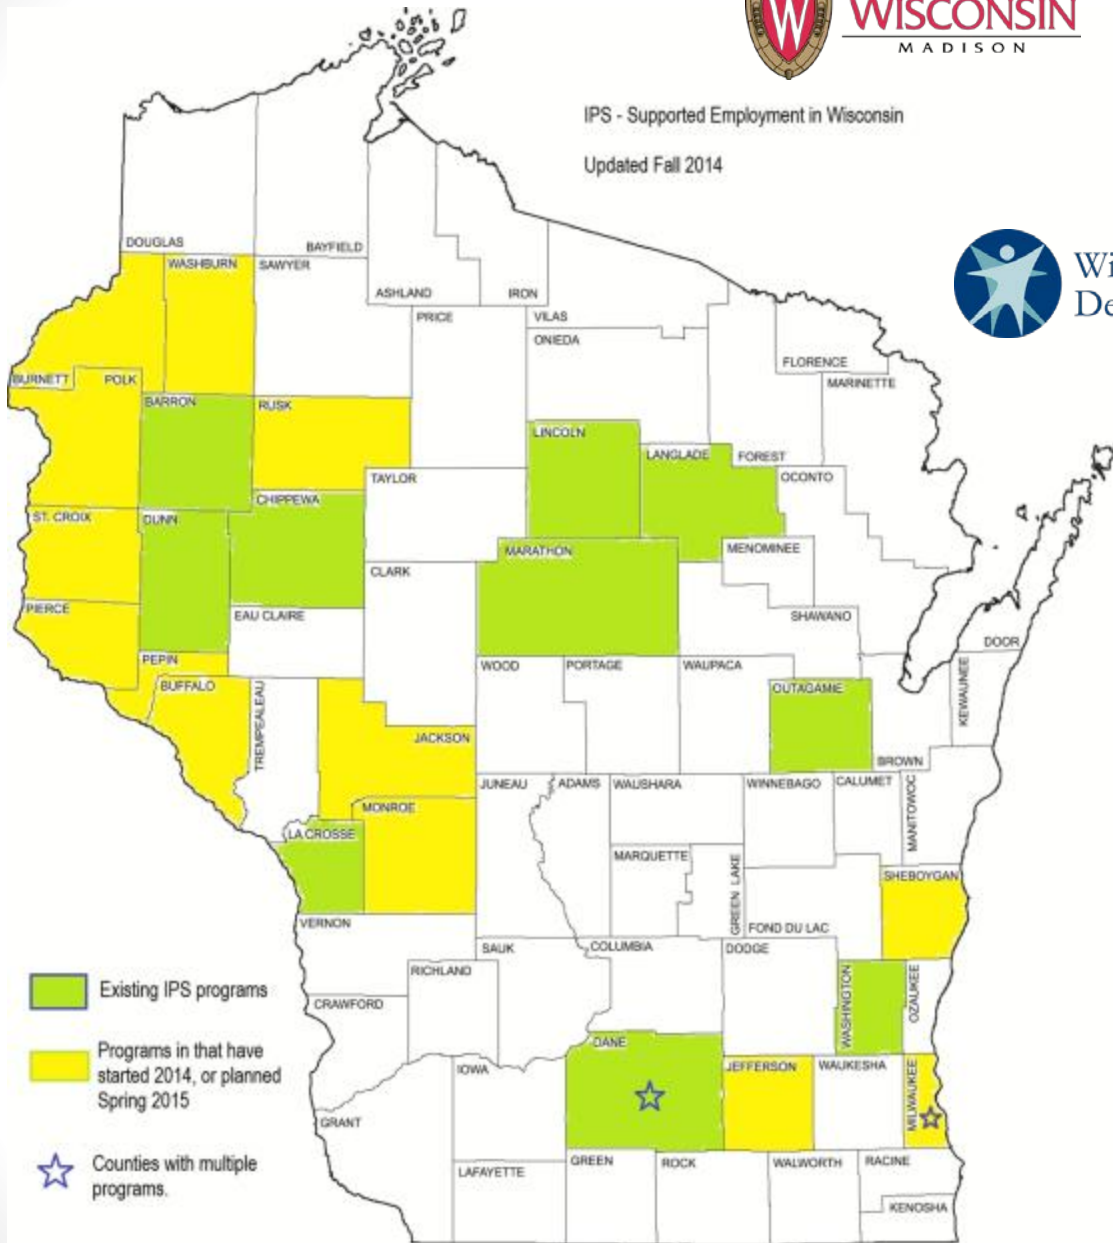 WISCONSIN
MADISON
IPS - Supported Employment in Wisconsin
Updated Fall 2014
Wi
De
DOUGLAS
BAYFIELD
WASHBURN
SAWYER
ASHLAND
IRON
PRICE
VILAS
ONIEDA
FLORENCE
MARINETTE
BURNETT
POLK
BARRON
RUSK
LINCOLN
LANGLADE
FOREST
OCONTO
TAYLOR
CHIPPEWA
ST. CROIX
DUNN
MARATHON
MENOMINEE
CLARK
PIERCE
EAU CLAIRE
SHAWANO
DOOR
PEPIN
WOOD
PORTAGE
WAUPACA
BUFFALO
TREMPEALEAU
OUTAGAMIE
KEWAUNEE
JACKSON
BROWN
JUNEAU
ADAMS
WAUSHARA
WINNEBAGO
CALUMET
MANITOWOC
MONROE
LA CROSSE
MARQUETTE
GREEN LAKE
SHEBOYGAN
VERNON
FOND DU LAC
SAUK
COLUMBIA
DODGE
RICHLAND
WASHINGTON
OZAUKEE
Existing IPS programs
CRAWFORD
DANE
Programs in that have
started 2014, or planned
Spring 2015
IOWA
JEFFERSON
WAUKESHA
MILWAUKEE
GRANT
Counties with multiple
programs.
LAFAYETTE
GREEN
ROCK
WALWORTH
RACINE
KENOSHA